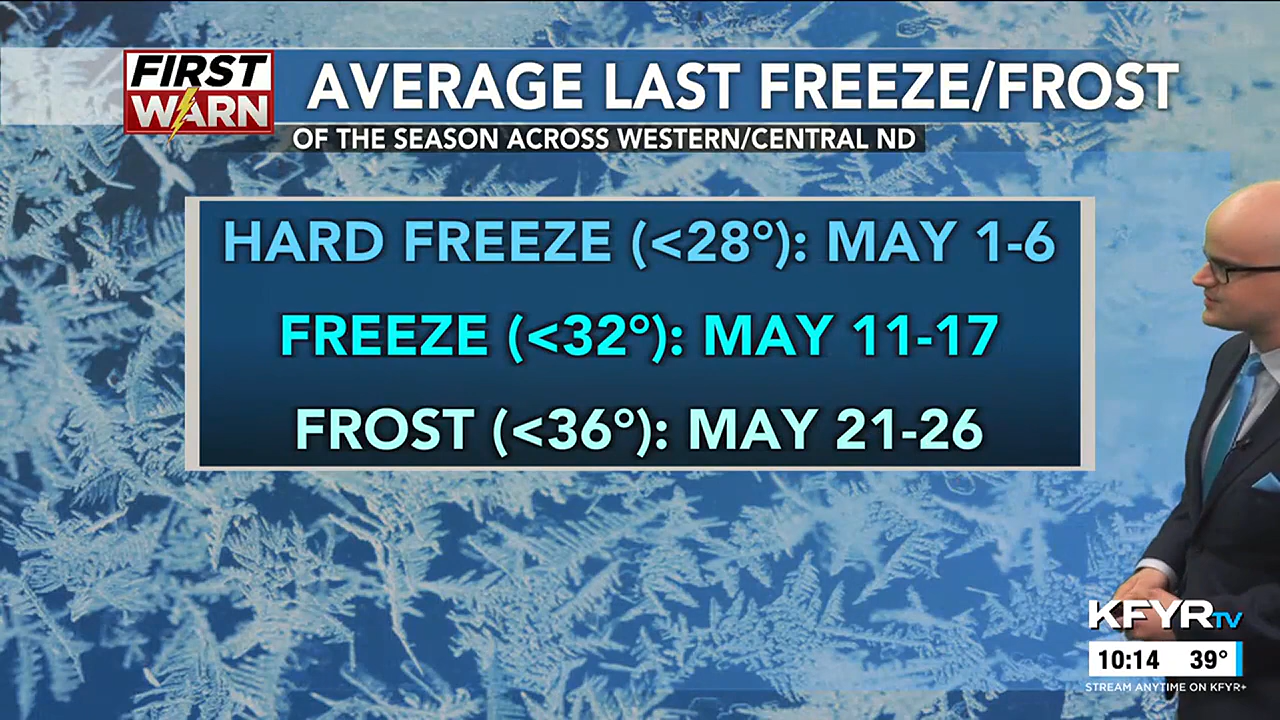 FIRST
WARN
AVERAGE LAST FREEZE/FROST
OF THE SEASON ACROSS WESTERN/CENTRAL ND
HARD FREEZE (<28°): MAY 1-6
FREEZE (<32°): MAY 11-17
FROST (<36°): MAY 21-26
KFYRTV
10:14 39°
STREAM ANYTIME ON KFYR+